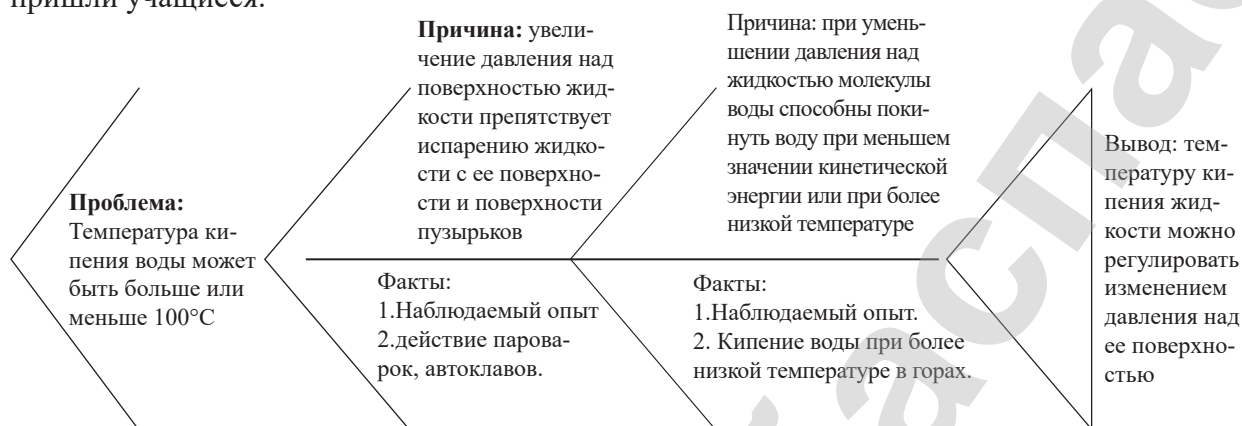 пришли учащиеся.
Проблема:
Температура ки-
пения воды может
быть больше или
меньше 100°С
Причина: увели-
чение давления над
поверхностью жид-
кости препятствует
испарению жидко-
сти с ее поверхно-
сти и поверхности
пузырьков
Факты:
1.Наблюдаемый опыт
2.действие парова-
рок, автоклавов.
Причина: при умень-
шении давления над
жидкостью молекулы
воды способны поки-
нуть воду при меньшем
значении кинетической
энергии или при более
низкой температуре
Факты:
1.Наблюдаемый опыт.
2. Кипение воды при более
низкой температуре в горах.
Вывод: тем-
пературу ки-
пения жид-
кости можно
регулировать
изменением
давления над
ее поверхно-
стью